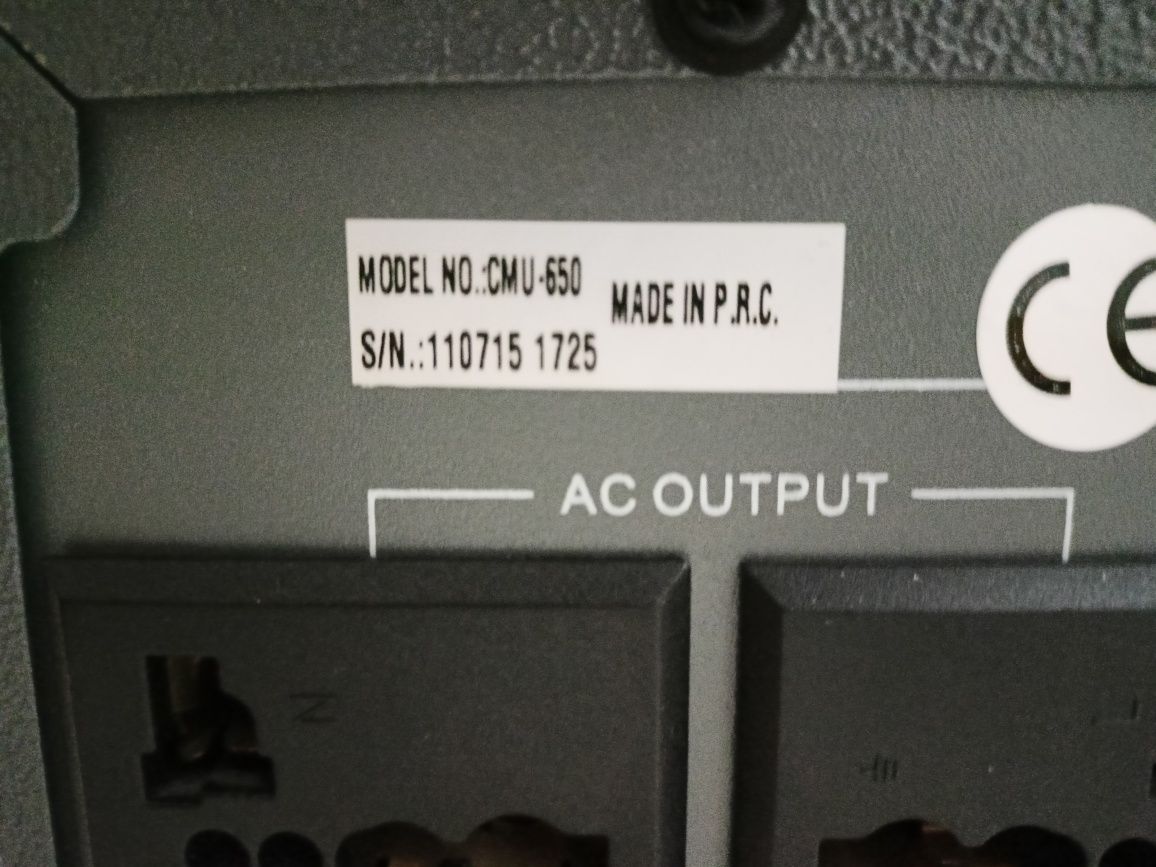 MODEL NO.:CMU-650
MADE IN P.R.C.
S/N.:110715 1725
CE
AC OUTPUT
N
L